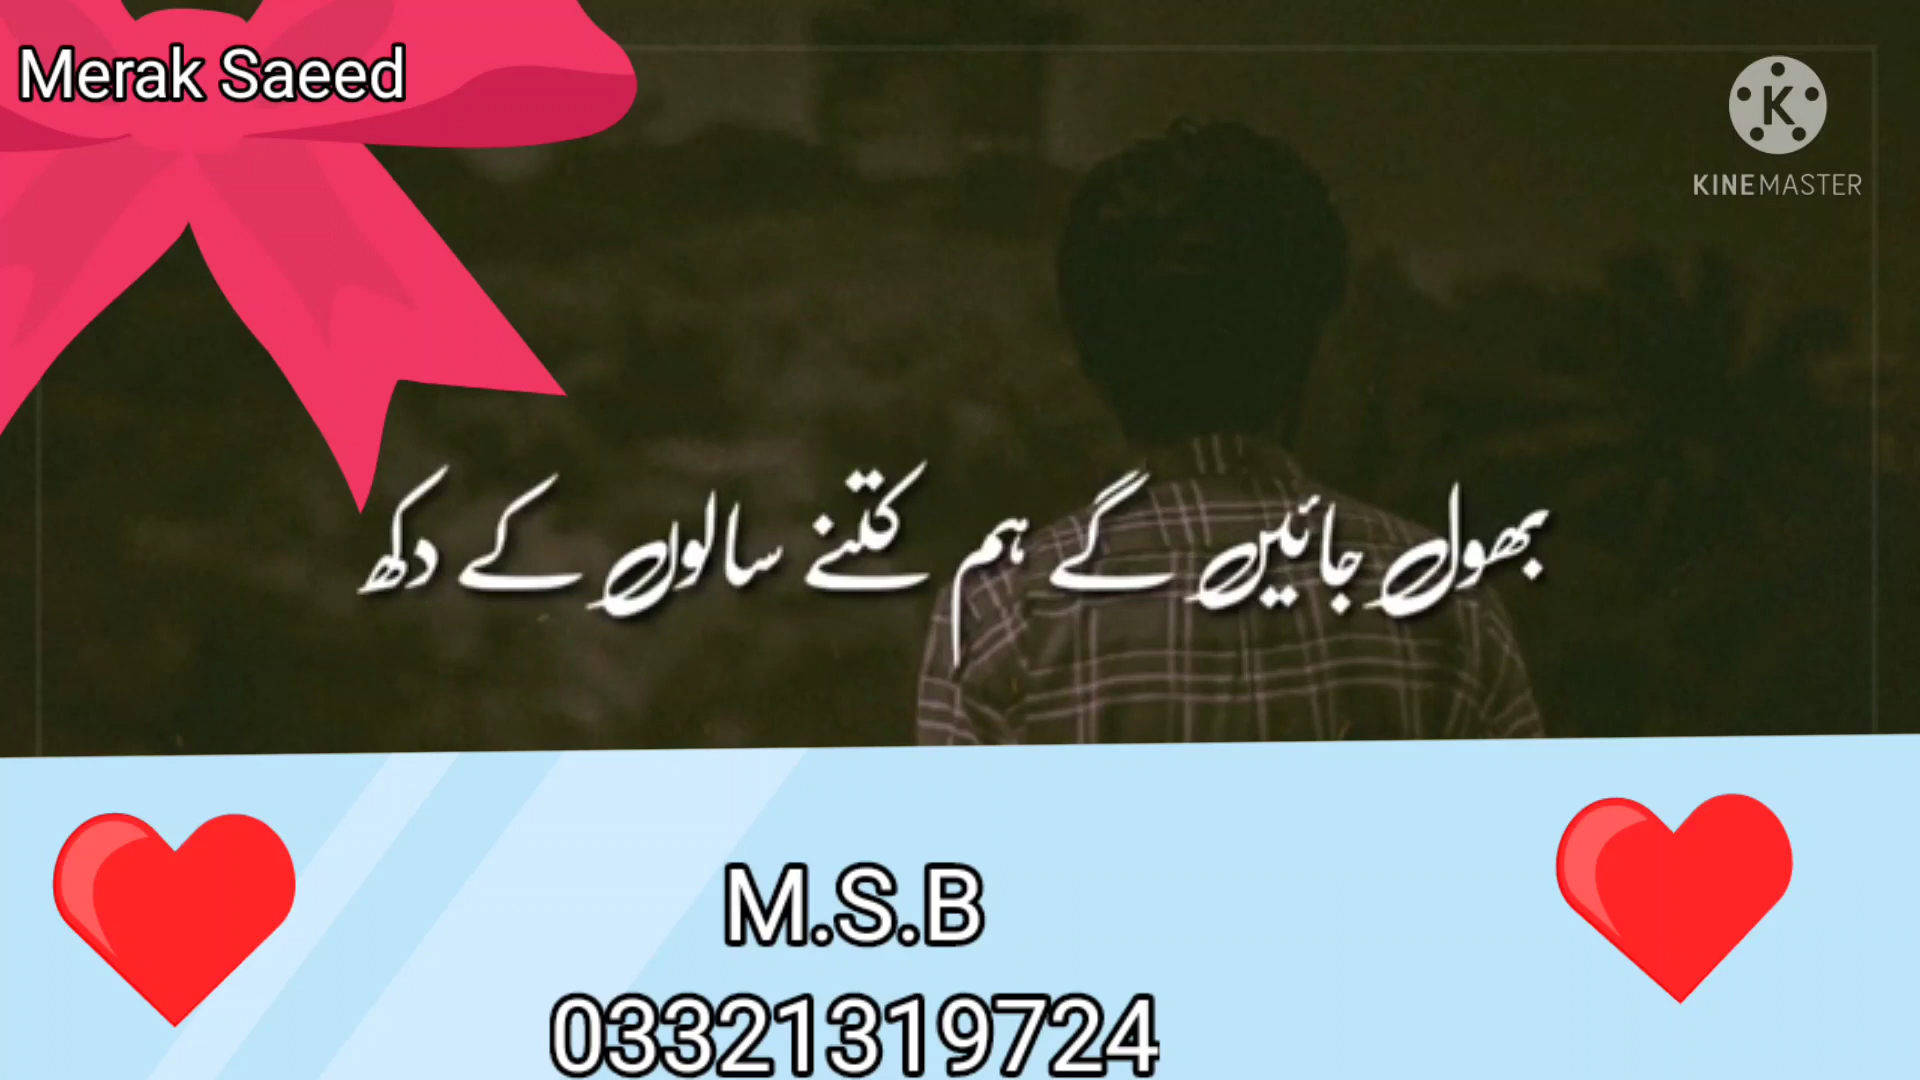 Merak Saeed
KINEMASTER
بھول جائیں گے ہم کتنے سالوں کے دکھ
M.S.B
03321319724